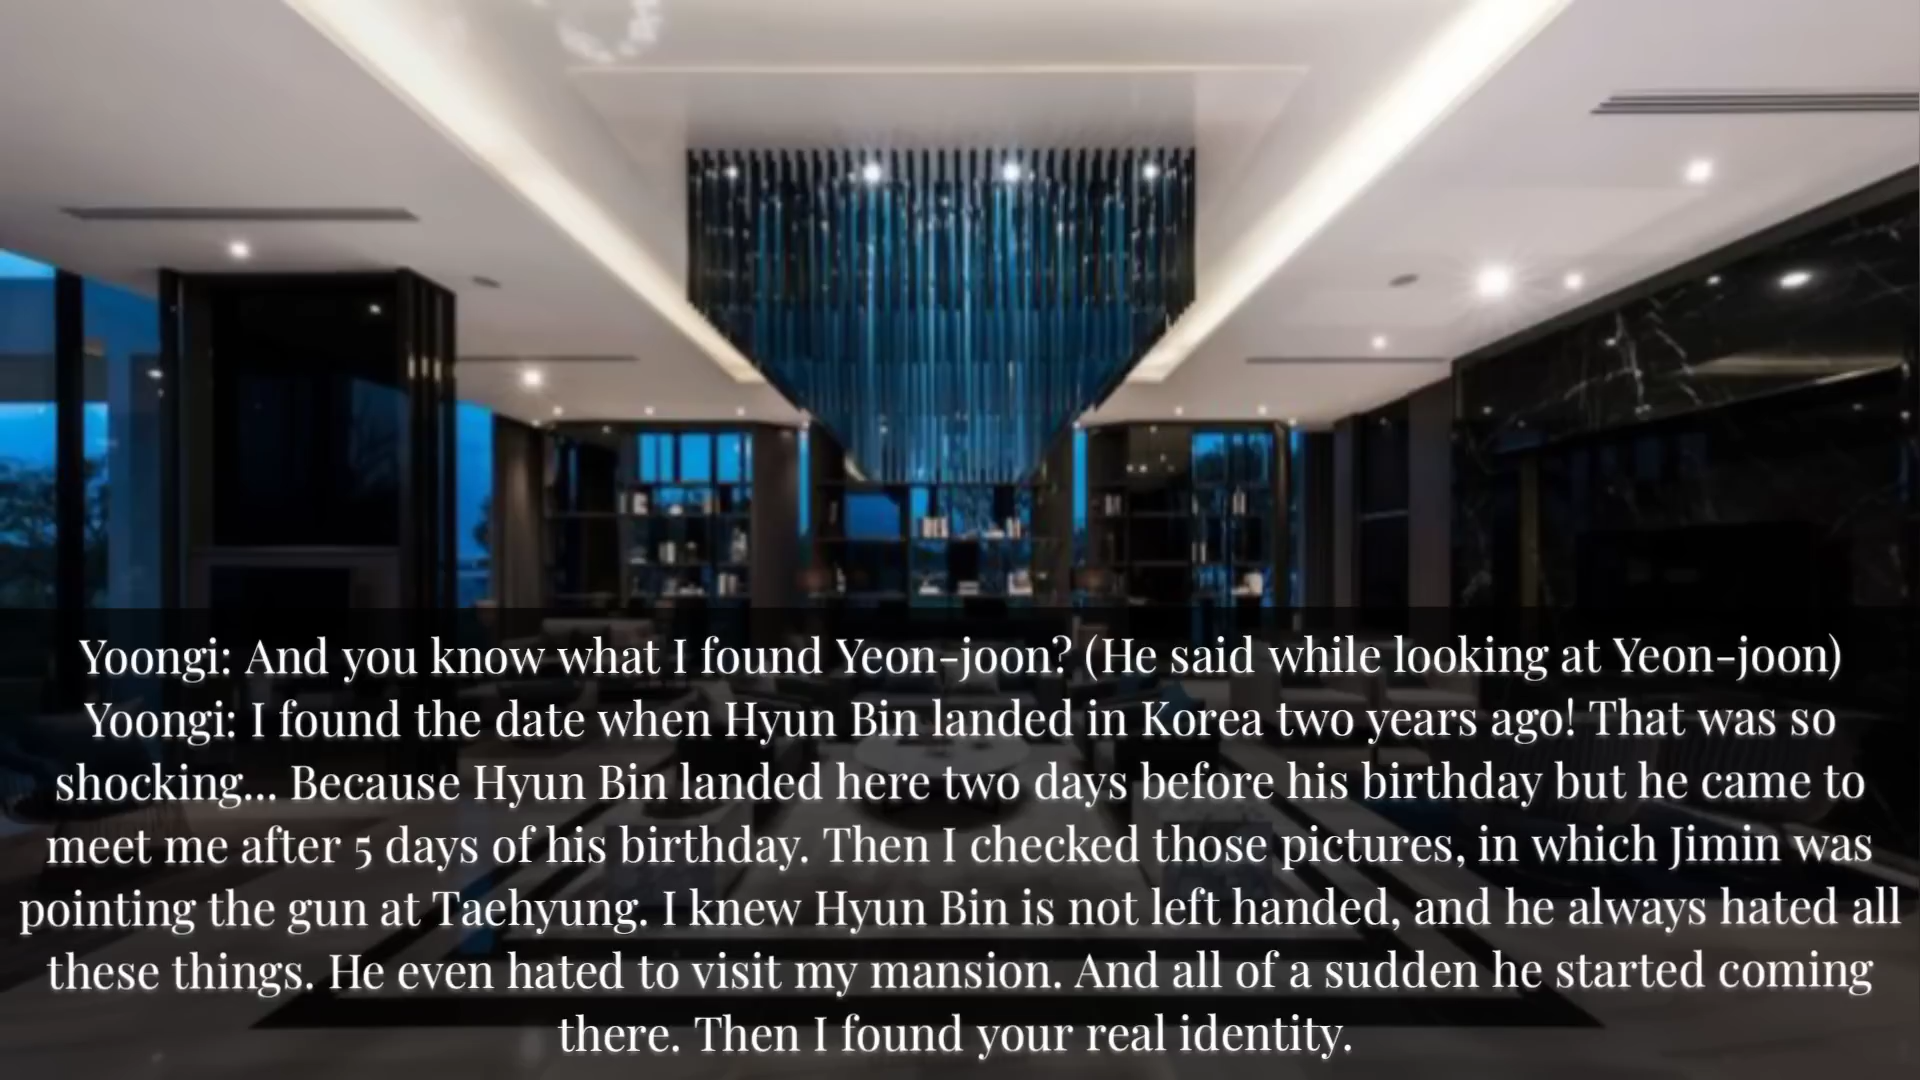 Yoongi: And you know what I found Yeon-joon? (He said while looking at Yeon-joon)
Yoongi: I found the date when Hyun Bin landed in Korea two years ago! That was so
shocking... Because Hyun Bin landed here two days before his birthday but he came to
meet me after 5 days of his birthday. Then I checked those pictures, in which Jimin was
pointing the gun at Taehyung. I knew Hyun Bin is not left handed, and he always hated all
these things. He even hated to visit my mansion. And all of a sudden he started coming
there. Then I found your real identity.